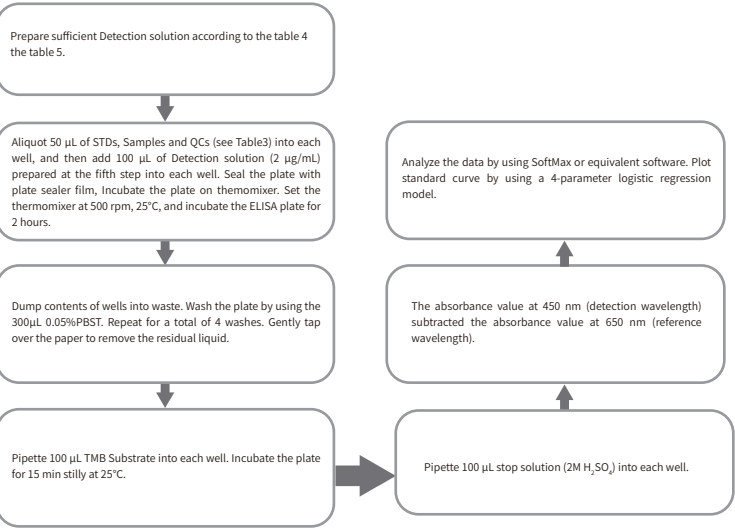 Prepare sufficient Detection solution according to the table 4
the table 5.
Aliquot 50 μL of STDs, Samples and QCs (see Table3) into each
well, and then add 100 μL of Detection solution (2 μg/mL)
prepared at the fifth step into each well. Seal the plate with
plate sealer film, Incubate the plate on themomixer. Set the
thermomixer at 500 rpm, 25°C, and incubate the ELISA plate for
2 hours.
Dump contents of wells into waste. Wash the plate by using the
300μL 0.05%PBST. Repeat for a total of 4 washes. Gently tap
over the paper to remove the residual liquid.
Pipette 100 μL TMB Substrate into each well. Incubate the plate
for 15 min stilly at 25°C.
Pipette 100 μL stop solution (2M H₂SO₄) into each well.
The absorbance value at 450 nm (detection wavelength)
subtracted the absorbance value at 650 nm (reference
wavelength).
Analyze the data by using SoftMax or equivalent software. Plot
standard curve by using a 4-parameter logistic regression
model.